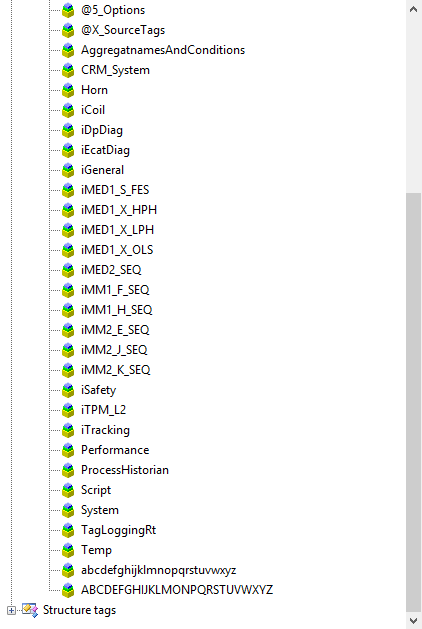 @5_Options
@X_SourceTags
AggregatnamesAndConditions
CRM_System
Horn
iCoil
iDpDiag
iEcatDiag
iGeneral
iMED1_S_FES
iMED1_X_HPH
iMED1_X_LPH
iMED1_X_OLS
iMED2_SEQ
iMM1_F_SEQ
iMM1_H_SEQ
iMM2_E_SEQ
iMM2_J_SEQ
iMM2_K_SEQ
iSafety
iTPM_L2
iTracking
Performance
ProcessHistorian
Script
System
TagLoggingRt
Temp
abcdefghijklmnopqrstuvwxyz
ABCDEFGHIJKLMONPQRSTUVWXYZ
Structure tags